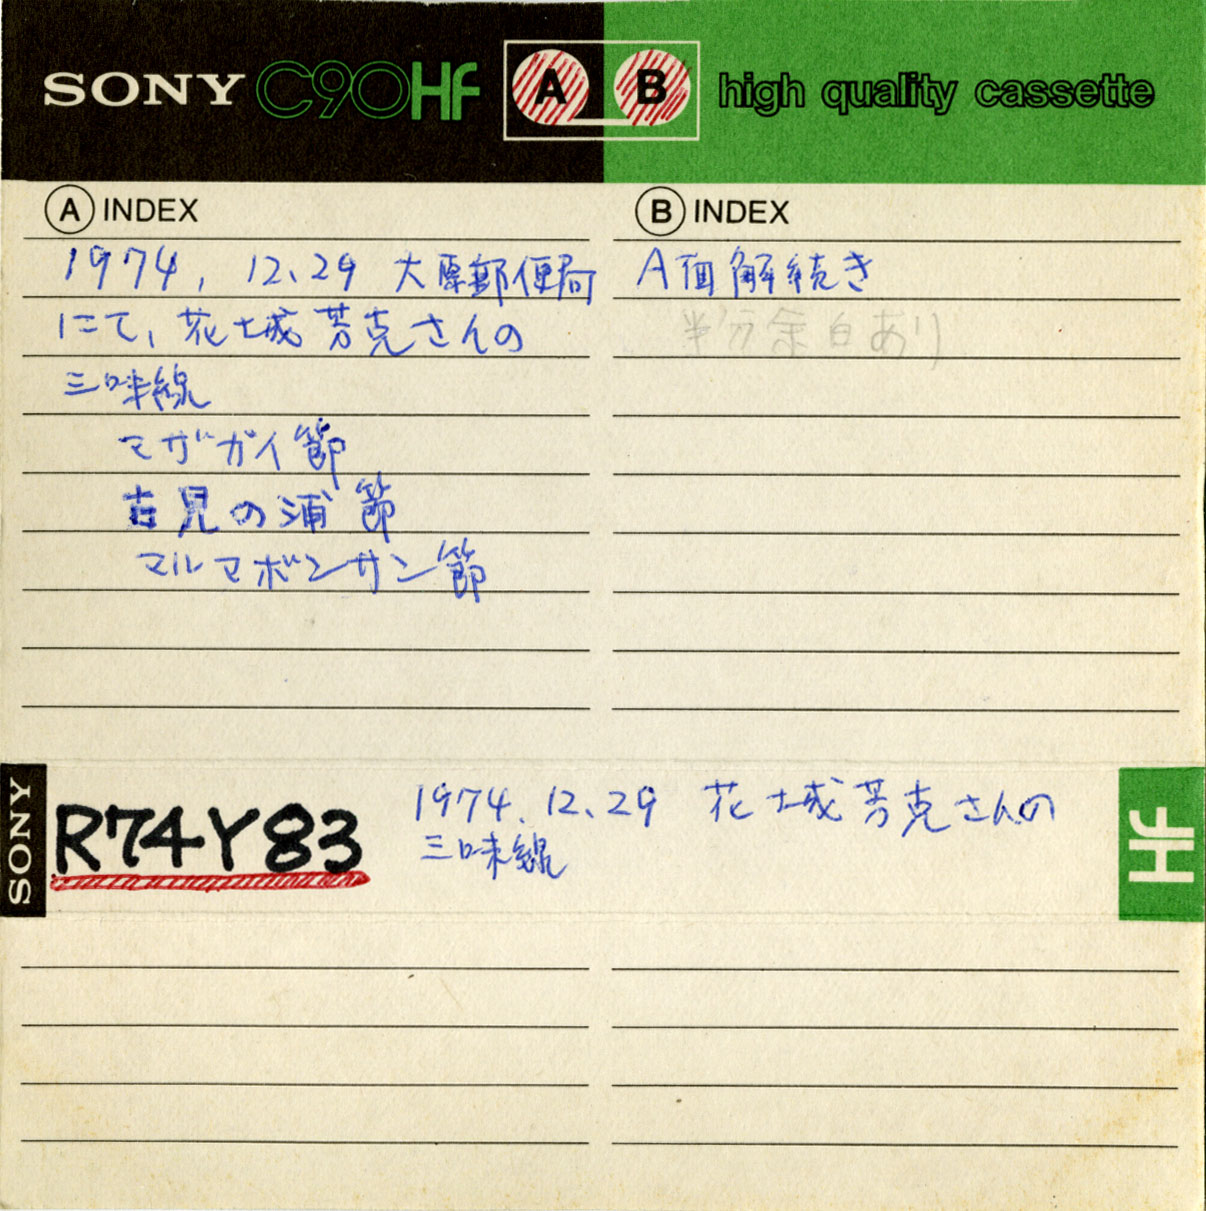 SONY C90HF A B high quality cassette
A INDEX
1974, 12、29 大原郵便局
にて、花城芳克さんの
三味線
マザガイ節
古見の浦節
マルマボンサン節
B INDEX
A面解続き
半分余白あり
SONY
R74Y83
1974、12、29 花城芳克さんの
三味線
HF